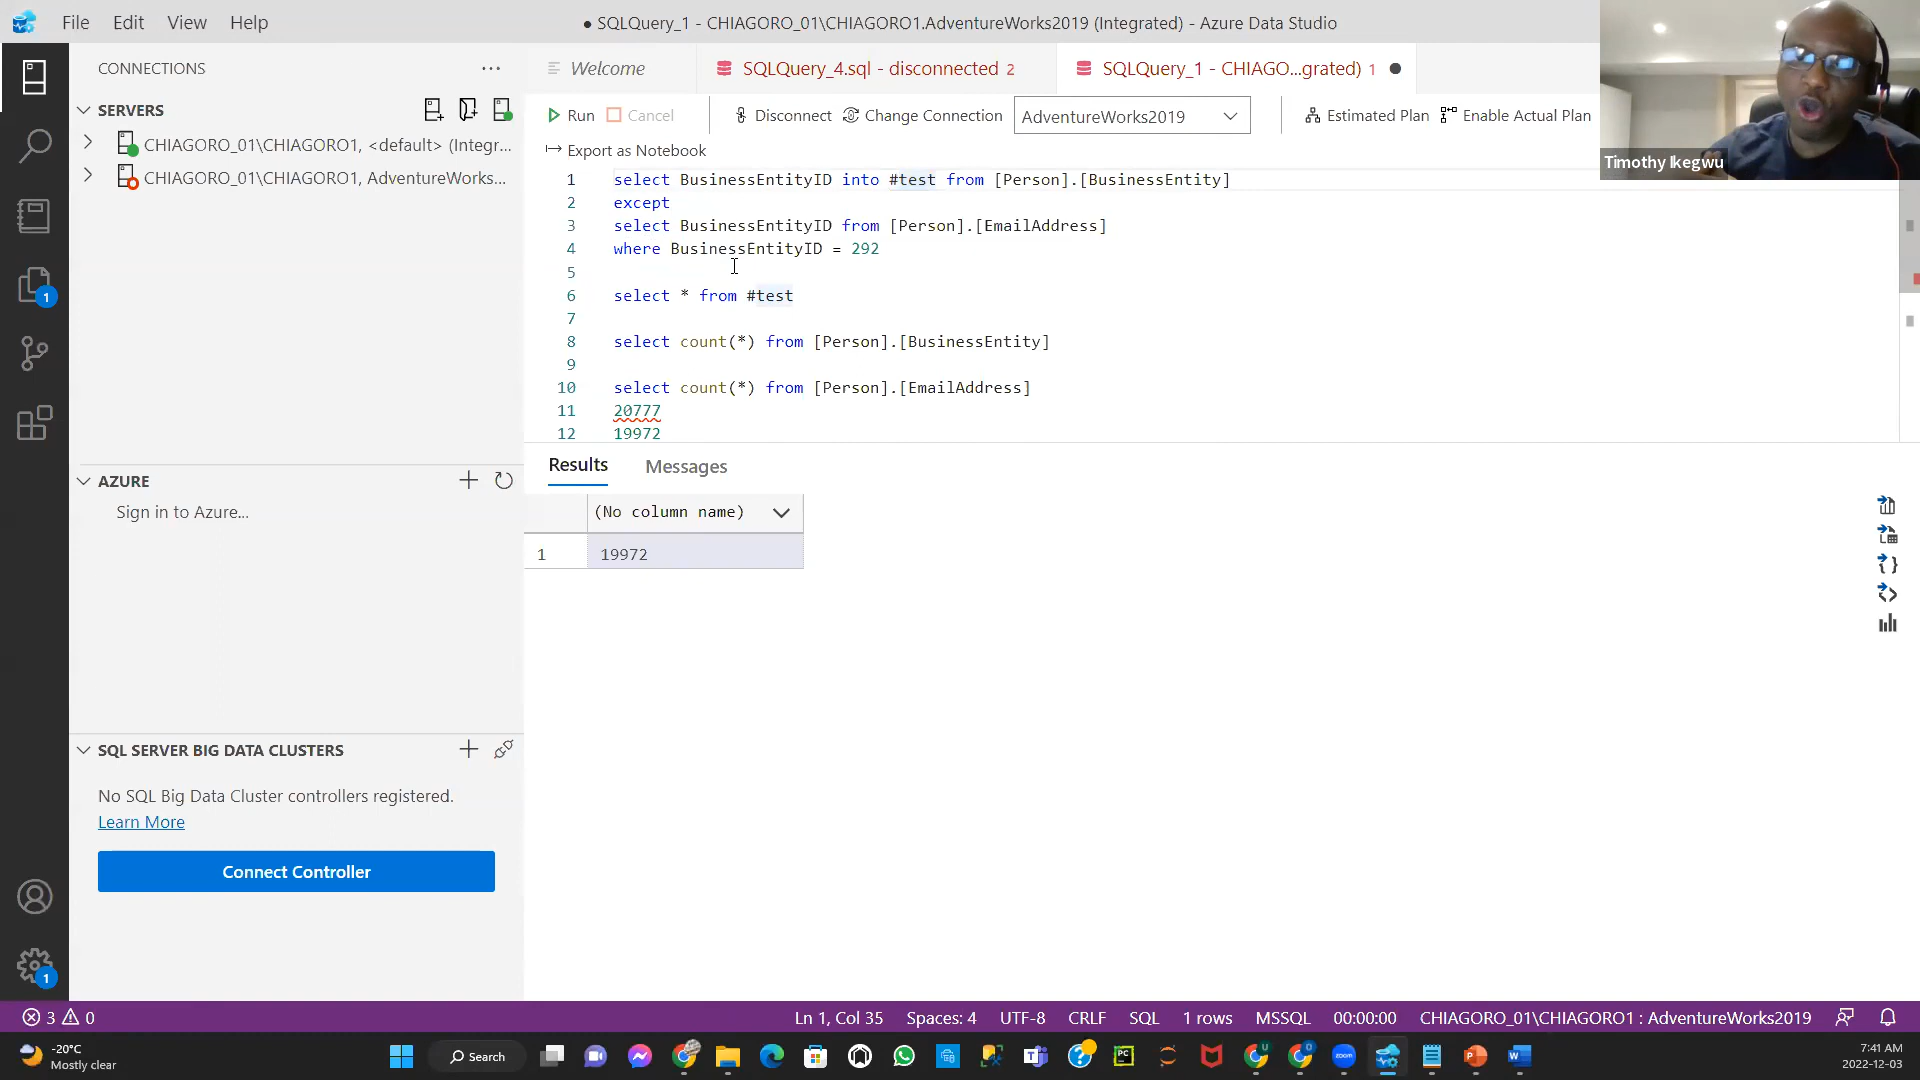 File Edit View Help
● SQLQuery_1 - CHIAGORO_01\CHIAGORO1.AdventureWorks2019 (Integrated) - Azure Data Studio
CONNECTIONS
SERVERS
CHIAGORO_01\CHIAGORO1, <default> (Integr...
CHIAGORO_01\CHIAGORO1, AdventureWorks...
AZURE
Sign in to Azure...
SQL SERVER BIG DATA CLUSTERS
No SQL Big Data Cluster controllers registered.
Learn More
Connect Controller
1
1
Welcome
SQLQuery_4.sql - disconnected 2
SQLQuery_1 - CHIAGO...grated) 1
Run Cancel Disconnect Change Connection AdventureWorks2019 Estimated Plan Enable Actual Plan
Export as Notebook
Timothy Ikegwu
1 select BusinessEntityID into #test from [Person].[BusinessEntity]
2 except
3 select BusinessEntityID from [Person].[EmailAddress]
4 where BusinessEntityID = 292
5
6 select * from #test
7
8 select count(*) from [Person].[BusinessEntity]
9
10 select count(*) from [Person].[EmailAddress]
11 20777
12 19972
Results Messages
(No column name)
1 19972
3 0
Ln 1, Col 35 Spaces: 4 UTF-8 CRLF SQL 1 rows MSSQL 00:00:00 CHIAGORO_01\CHIAGORO1 : AdventureWorks2019
-20°C
Mostly clear
Search
7:41 AM
2022-12-03